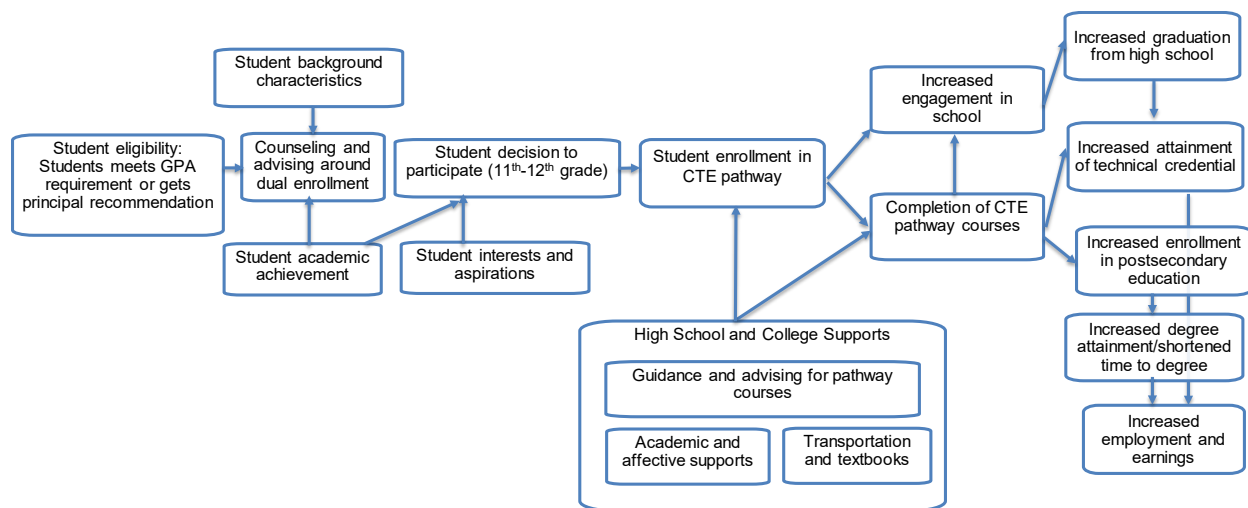 Student background
characteristics
Student eligibility:
Students meets GPA
requirement or gets
principal recommendation
Counseling and
advising around
dual enrollment
Student academic
achievement
Student decision to
participate (11th-12th grade)
Student interests and
aspirations
Student enrollment in
CTE pathway
High School and College Supports
Guidance and advising for pathway
courses
Academic and
affective supports
Transportation
and textbooks
Increased
engagement in
school
Completion of CTE
pathway courses
Increased graduation
from high school
Increased attainment
of technical credential
Increased enrollment
in postsecondary
education
Increased degree
attainment/shortened
time to degree
Increased
employment and
earnings